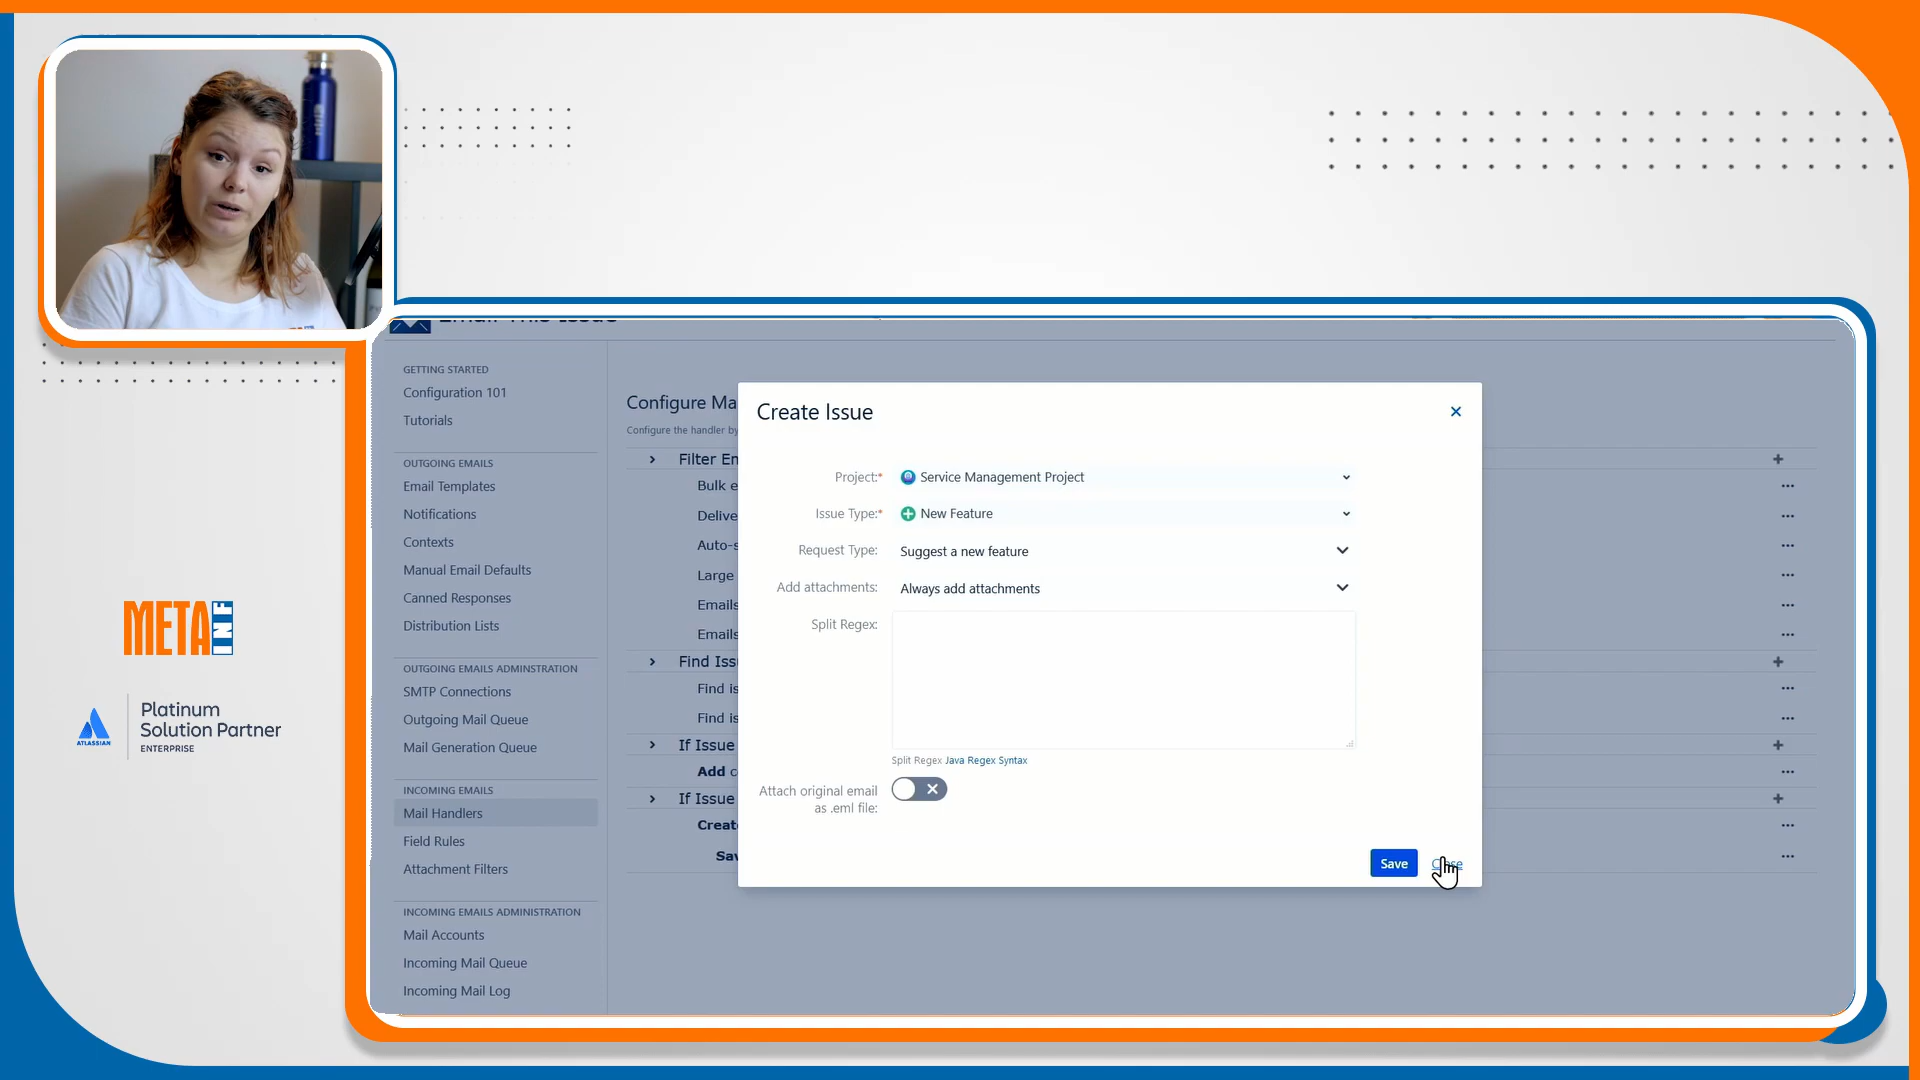 GETTING STARTED
Configuration 101
Tutorials
OUTGOING EMAILS
Email Templates
Notifications
Contexts
Manual Email Defaults
Canned Responses
Distribution Lists
OUTGOING EMAILS ADMINSTRATION
SMTP Connections
Outgoing Mail Queue
Mail Generation Queue
INCOMING EMAILS
Mail Handlers
Field Rules
Attachment Filters
INCOMING EMAILS ADMINISTRATION
Mail Accounts
Incoming Mail Queue
Incoming Mail Log
Configure Ma
Configure the handler by
Filter En
Bulk e
Delive
Auto-s
Large
Emails
Emails
Find Iss
Find is
Find is
If Issue
Add c
If Issue
Creat
Sav
Create Issue
Project:* Service Management Project
Issue Type:* New Feature
Request Type: Suggest a new feature
Add attachments: Always add attachments
Split Regex:
Split Regex Java Regex Syntax
Attach original email
as .eml file:
Save
META INF
ATLASSIAN
Platinum
Solution Partner
ENTERPRISE